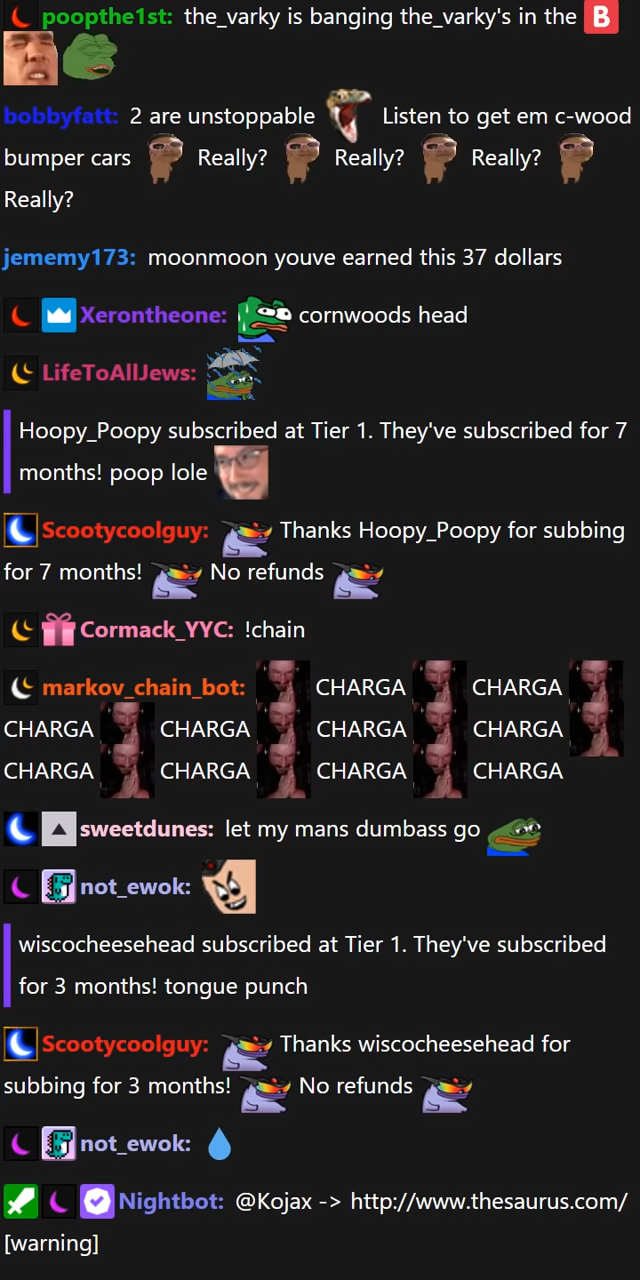 poopthe1st: the_varky is banging the_varky's in the B
bobbyfatt: 2 are unstoppable Listen to get em c-wood
bumper cars Really? Really? Really?
Really?
jememy173: moonmoon youve earned this 37 dollars
Xerontheone: cornwoods head
LifeToAllJews:
Hoopy_Poopy subscribed at Tier 1. They've subscribed for 7
months! poop lole
Scootycoolguy: Thanks Hoopy_Poopy for subbing
for 7 months! No refunds
Cormack_YYC: !chain
markov_chain_bot: CHARGA CHARGA
CHARGA CHARGA CHARGA CHARGA
CHARGA CHARGA CHARGA CHARGA
sweetdunes: let my mans dumbass go
not_ewok:
wiscocheesehead subscribed at Tier 1. They've subscribed
for 3 months! tongue punch
Scootycoolguy: Thanks wiscocheesehead for
subbing for 3 months! No refunds
not_ewok:
Nightbot: @Kojax -> http://www.thesaurus.com/
[warning]